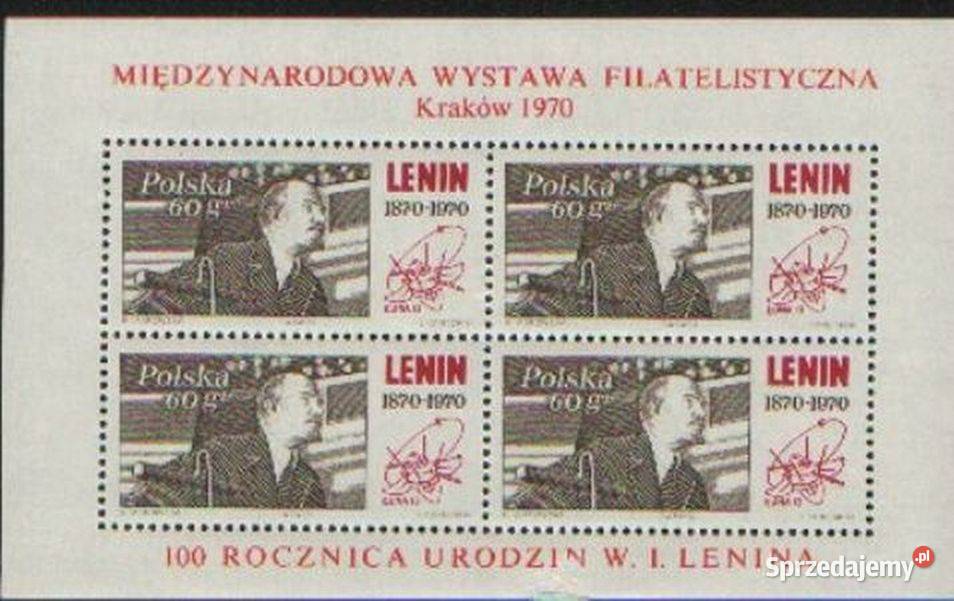 MIĘDZYNARODOWA WYSTAWA FILATELISTYCZNA
Kraków 1970
Polska
60 gr
LENIN
1870-1970
Polska
60 gr
LENIN
1870-1970
Polska
60 gr
LENIN
1870-1970
Polska
60 gr
LENIN
1870-1970
100 ROCZNICA URODZIN W. I. LENINA
Sprzedajemy.pl